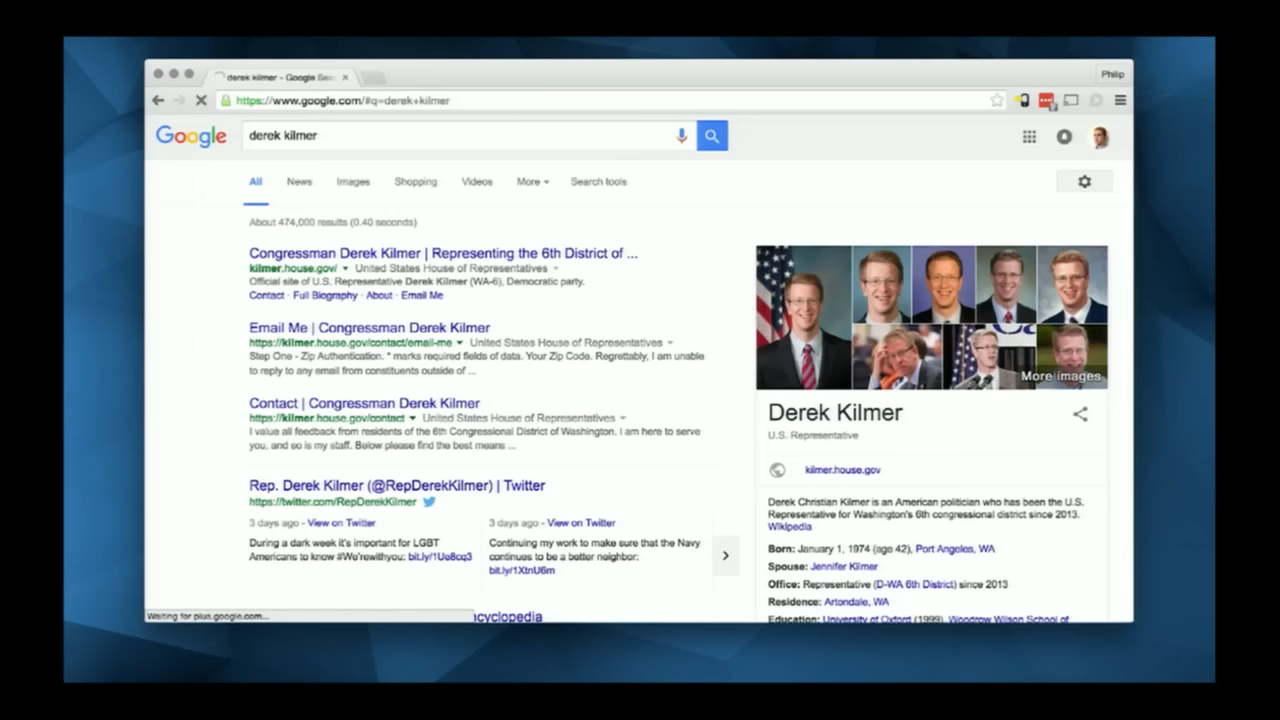 derek kilmer - Google Sea
Philip
https://www.google.com/#q=derek+kilmer
Google
derek kilmer
All News Images Shopping Videos More Search tools
About 474,000 results (0.40 seconds)
Congressman Derek Kilmer | Representing the 6th District of ...
kilmer.house.gov/ United States House of Representatives
Official site of U.S. Representative Derek Kilmer (WA-6), Democratic party.
Contact · Full Biography · About · Email Me
Email Me | Congressman Derek Kilmer
https://kilmer.house.gov/contact/email-me United States House of Representatives
Step One - Zip Authentication. * marks required fields of data. Your Zip Code. Regrettably, I am unable
to reply to any email from constituents outside of ...
Contact | Congressman Derek Kilmer
https://kilmer.house.gov/contact United States House of Representatives
I value all feedback from residents of the 6th Congressional District of Washington. I am here to serve
you, and so is my staff. Below please find the best means ...
Rep. Derek Kilmer (@RepDerekKilmer) | Twitter
https://twitter.com/RepDerekKilmer
3 days ago - View on Twitter
During a dark week it's important for LGBT
Americans to know #We'rewithyou: bit.ly/1Ue8cq3
3 days ago - View on Twitter
Continuing my work to make sure that the Navy
continues to be a better neighbor:
bit.ly/1XtnU6m
Waiting for plus.google.com...
ncyclopedia
More images
Derek Kilmer
U.S. Representative
kilmer.house.gov
Derek Christian Kilmer is an American politician who has been the U.S.
Representative for Washington's 6th congressional district since 2013.
Wikipedia
Born: January 1, 1974 (age 42), Port Angeles, WA
Spouse: Jennifer Kilmer
Office: Representative (D-WA 6th District) since 2013
Residence: Artondale, WA
Education: University of Oxford (1999), Woodrow Wilson School of